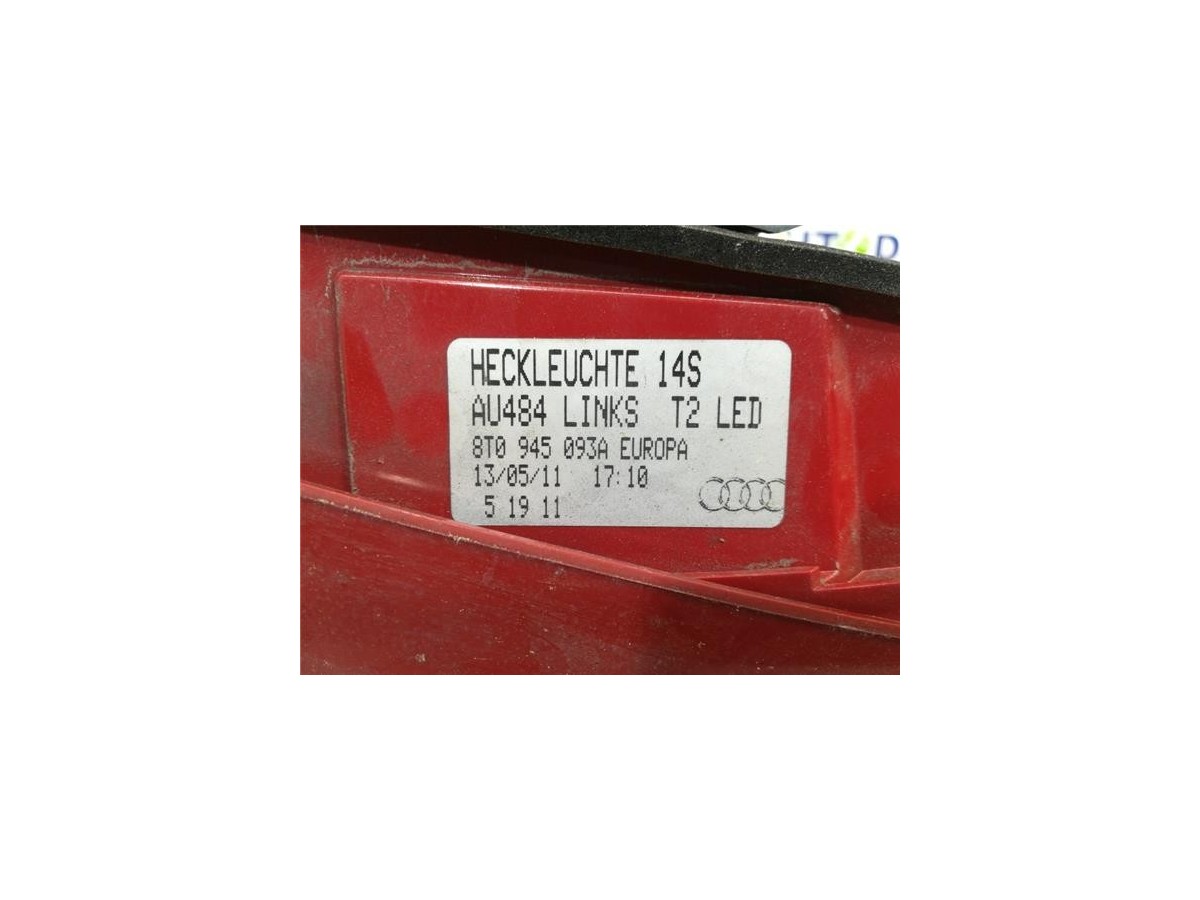 HECKLEUCHTE 14S
AU484 LINKS T2 LED
8T0 945 093A EUROPA
13/05/11 17:10
5 19 11